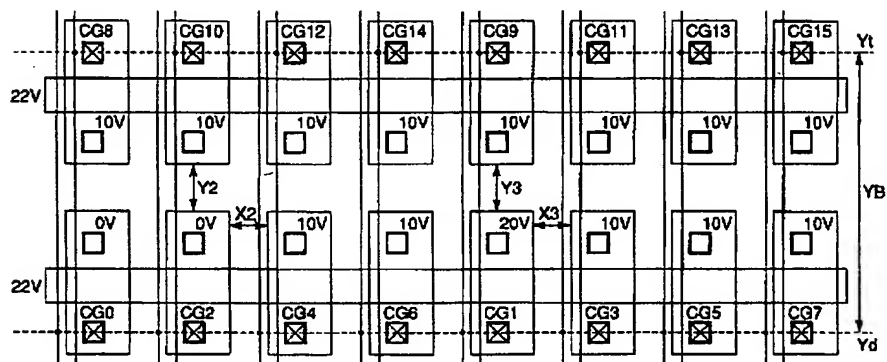 CG8 CG10 CG12 CG14 CG9 CG11 CG13 CG15 Yt
22V
10V 10V 10V 10V 10V 10V 10V 10V
Y2 Y3 YB
X2 X3
0V 0V 10V 10V 20V 10V 10V 10V
22V
CG0 CG2 CG4 CG6 CG1 CG3 CG5 CG7
Yd